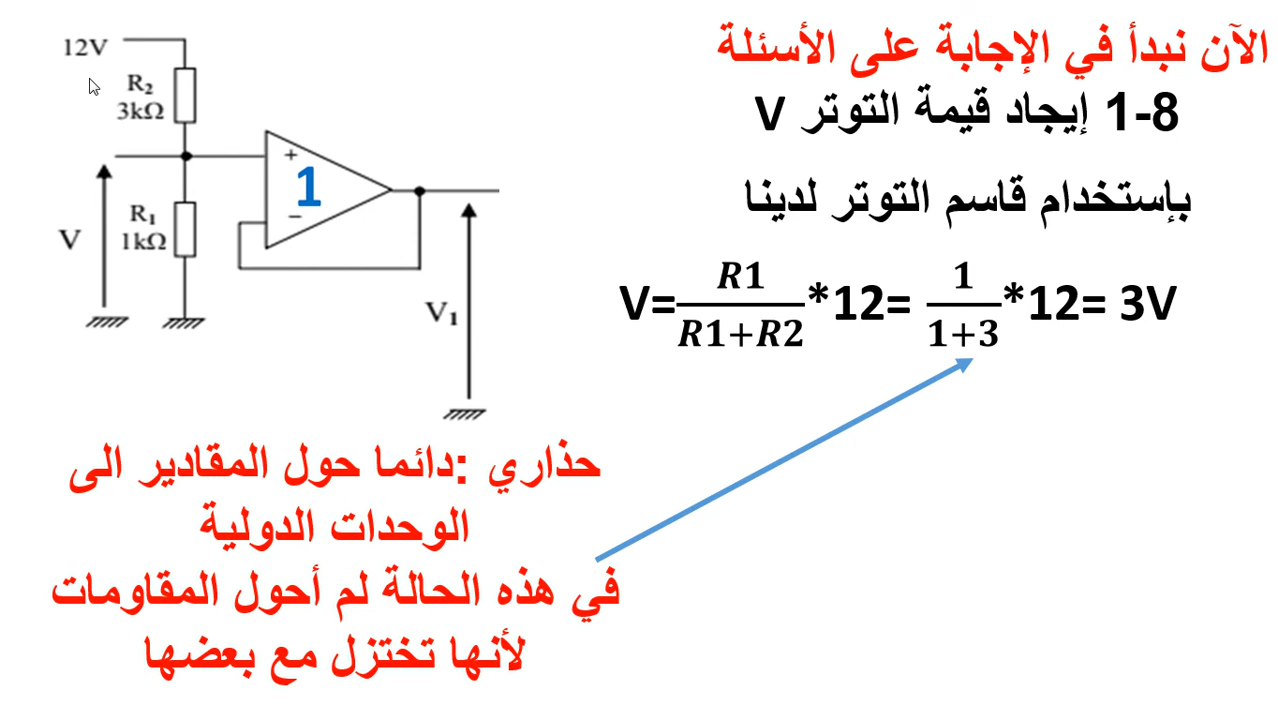 الآن نبدأ في الإجابة على الأسئلة
1-8 إيجاد قيمة التوتر V
بإستخدام قاسم التوتر لدينا
V=R1/(R1+R2)*12= 1/(1+3)*12= 3V
12V
R₂
3kΩ
+
1
−
R₁
1kΩ
V
V₁
حذاري :دائما حول المقادير الى
الوحدات الدولية
في هذه الحالة لم أحول المقاومات
لأنها تختزل مع بعضها